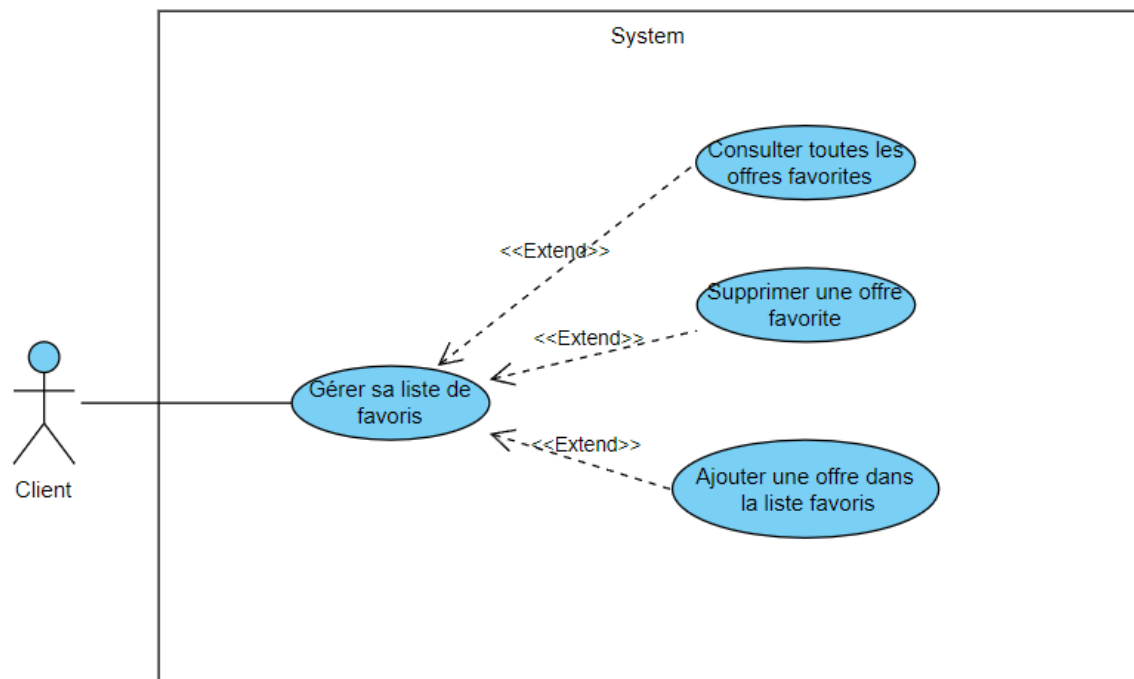 System
Consulter toutes les
offres favorites
<<Extend>>
Supprimer une offre
favorite
<<Extend>>
Gérer sa liste de
favoris
<<Extend>>
Ajouter une offre dans
la liste favoris
Client